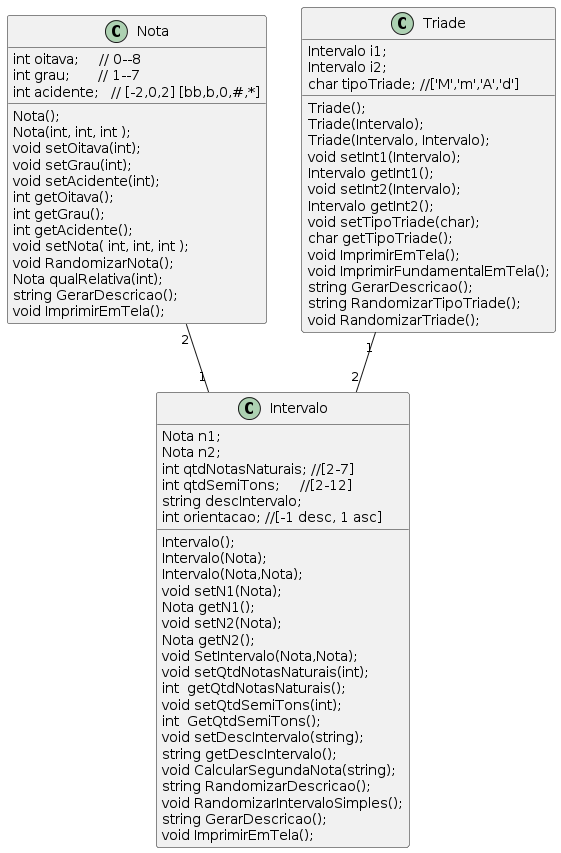 C Nota
int oitava; // 0--8
int grau; // 1--7
int acidente; // [-2,0,2] [bb,b,0,#,*]
Nota();
Nota(int, int, int );
void setOitava(int);
void setGrau(int);
void setAcidente(int);
int getOitava();
int getGrau();
int getAcidente();
void setNota( int, int, int );
void RandomizarNota();
Nota qualRelativa(int);
string GerarDescricao();
void ImprimirEmTela();
C Triade
Intervalo i1;
Intervalo i2;
char tipoTriade; //['M','m','A','d']
Triade();
Triade(Intervalo);
Triade(Intervalo, Intervalo);
void setInt1(Intervalo);
Intervalo getInt1();
void setInt2(Intervalo);
Intervalo getInt2();
void setTipoTriade(char);
char getTipoTriade();
void ImprimirEmTela();
void ImprimirFundamentalEmTela();
string GerarDescricao();
string RandomizarTipoTriade();
void RandomizarTriade();
2
1
1
2
C Intervalo
Nota n1;
Nota n2;
int qtdNotasNaturais; //[2-7]
int qtdSemiTons; //[2-12]
string descIntervalo;
int orientacao; //[-1 desc, 1 asc]
Intervalo();
Intervalo(Nota);
Intervalo(Nota,Nota);
void setN1(Nota);
Nota getN1();
void setN2(Nota);
Nota getN2();
void SetIntervalo(Nota,Nota);
void setQtdNotasNaturais(int);
int getQtdNotasNaturais();
void setQtdSemiTons(int);
int GetQtdSemiTons();
void setDescIntervalo(string);
string getDescIntervalo();
void CalcularSegundaNota(string);
string RandomizarDescricao();
void RandomizarIntervaloSimples();
string GerarDescricao();
void ImprimirEmTela();